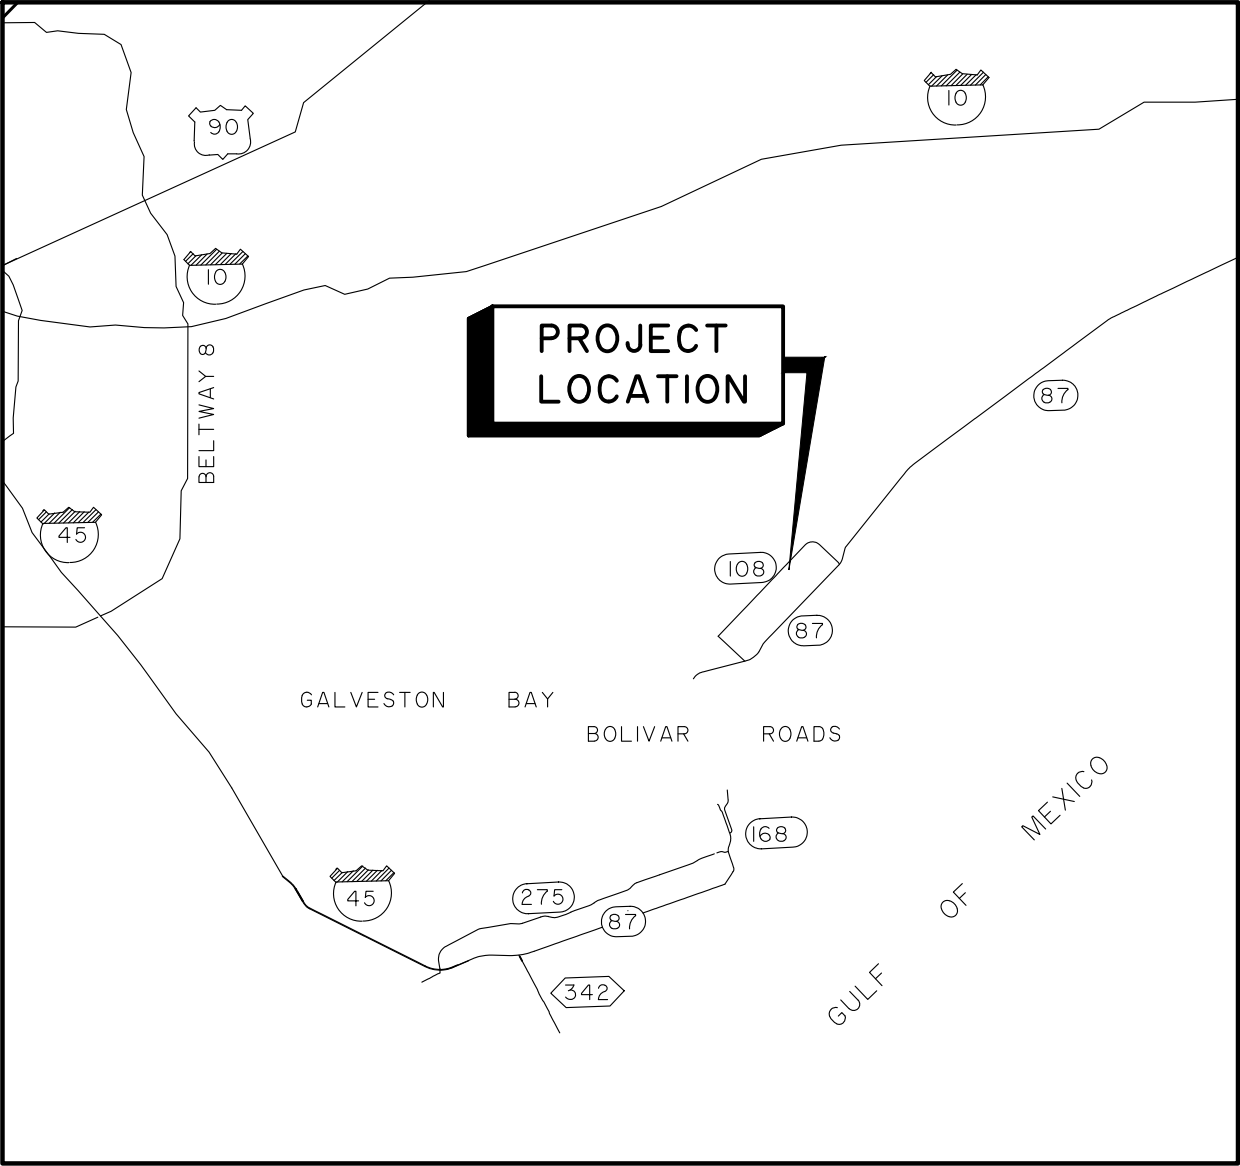 10
90
10
PROJECT
LOCATION
BELTWAY 8
87
45
108
87
GALVESTON BAY
BOLIVAR ROADS
GULF OF MEXICO
168
45
275
87
342